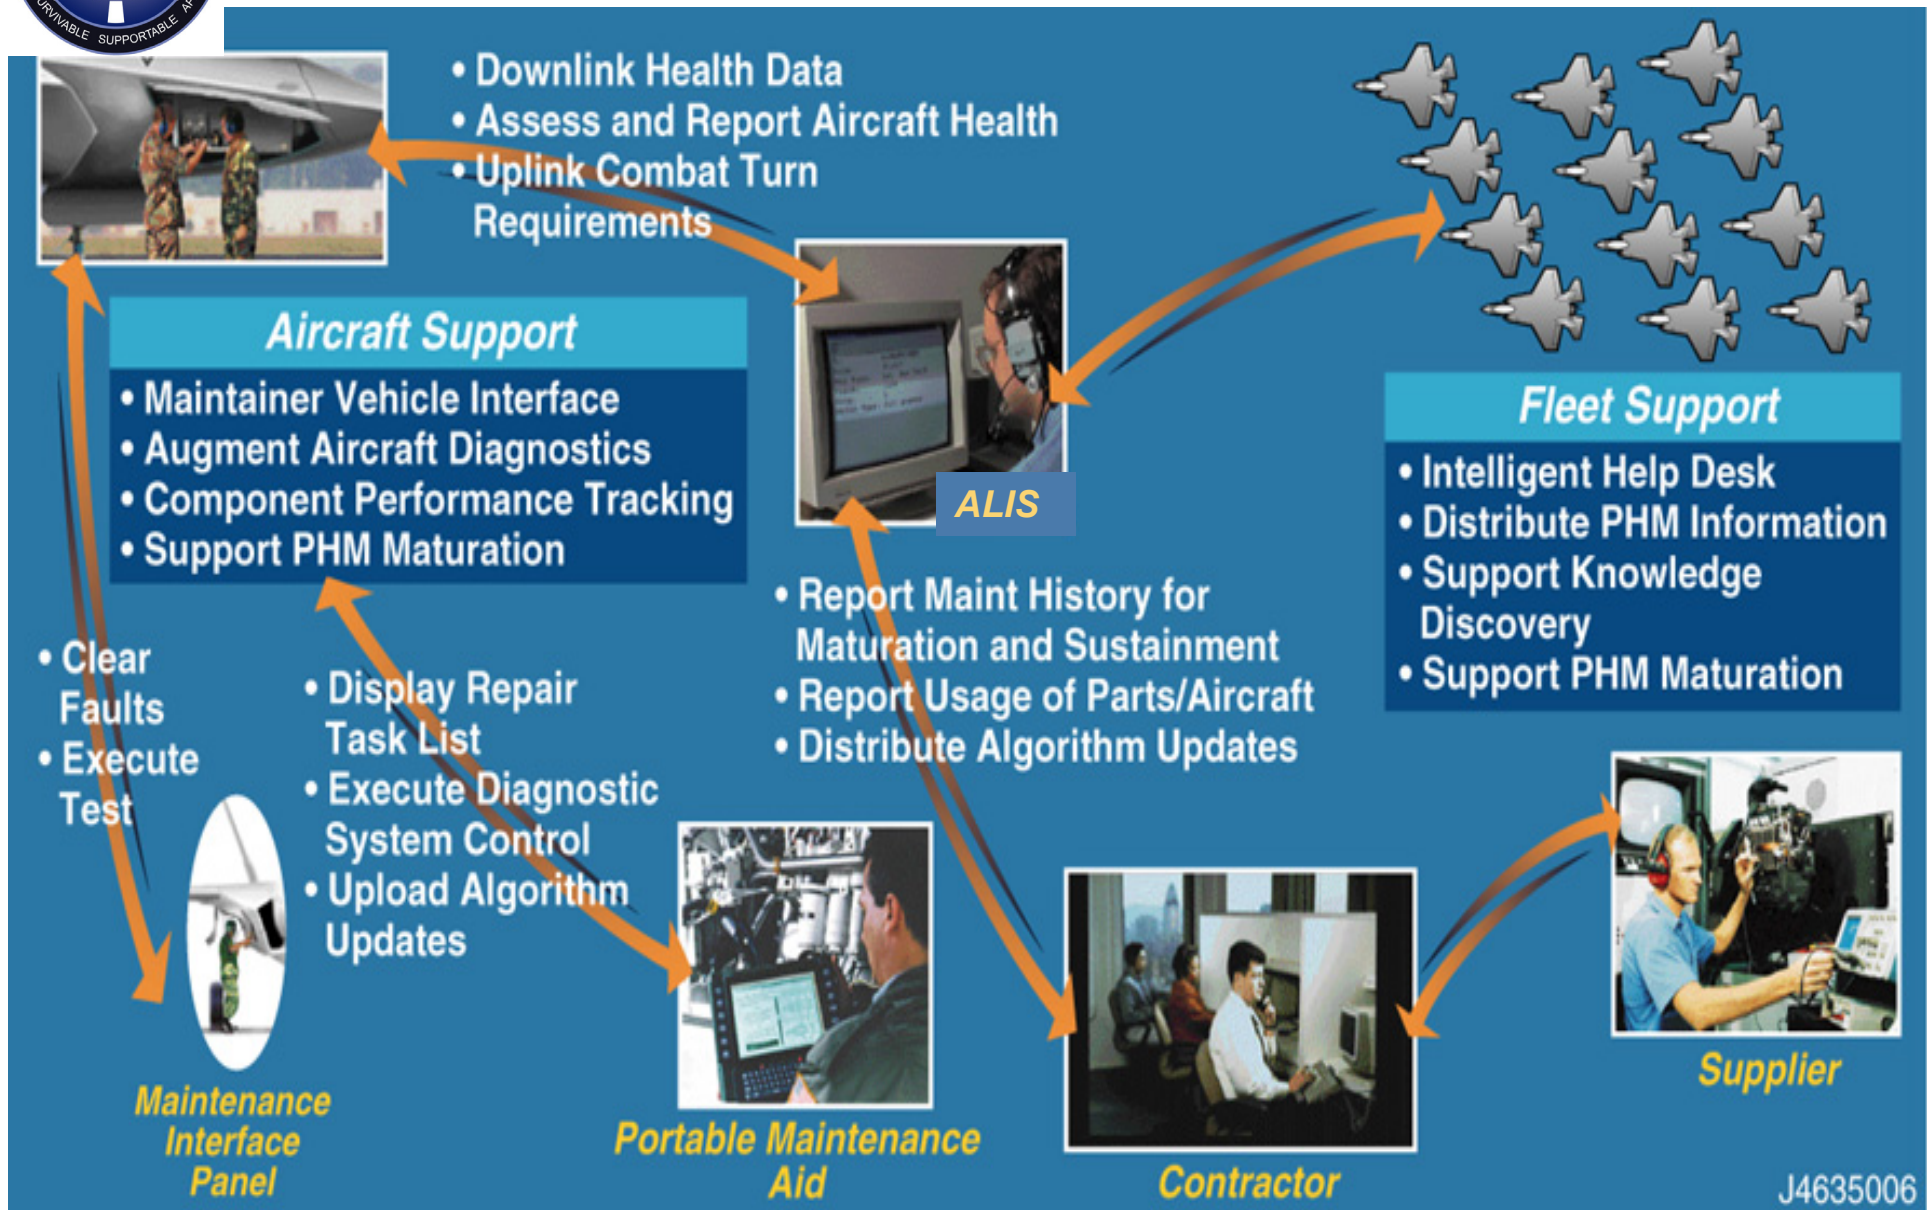 SURVIVABLE SUPPORTABLE
• Downlink Health Data
• Assess and Report Aircraft Health
• Uplink Combat Turn
Requirements
Aircraft Support
• Maintainer Vehicle Interface
• Augment Aircraft Diagnostics
• Component Performance Tracking
• Support PHM Maturation
ALIS
Fleet Support
• Intelligent Help Desk
• Distribute PHM Information
• Support Knowledge
Discovery
• Support PHM Maturation
• Clear
Faults
• Execute
Test
• Display Repair
Task List
• Execute Diagnostic
System Control
• Upload Algorithm
Updates
• Report Maint History for
Maturation and Sustainment
• Report Usage of Parts/Aircraft
• Distribute Algorithm Updates
Maintenance
Interface
Panel
Portable Maintenance
Aid
Contractor
Supplier
J4635006